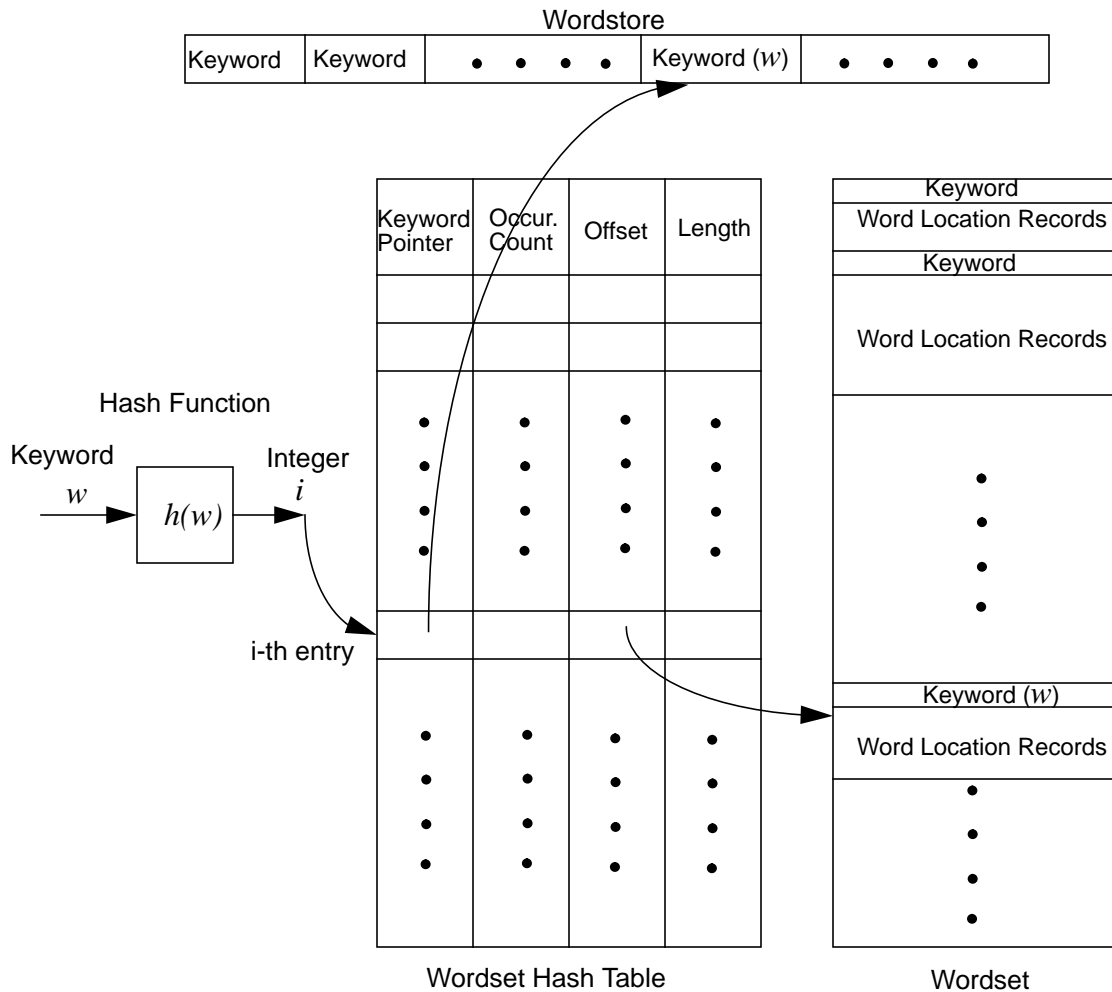 Wordstore
Keyword Keyword Keyword (w)
Keyword Pointer
Occur. Count
Offset
Length
Keyword
Word Location Records
Keyword
Word Location Records
Hash Function
Keyword
w
h(w)
Integer
i
i-th entry
Keyword (w)
Word Location Records
Wordset Hash Table
Wordset